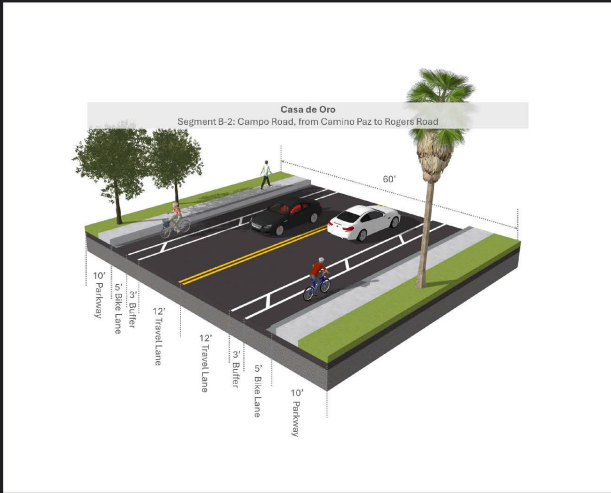 Casa de Oro
Segment B-2: Campo Road, from Camino Paz to Rogers Road
60'
10' Parkway
5' Bike Lane
3' Buffer
12' Travel Lane
12' Travel Lane
3' Buffer
5' Bike Lane
10' Parkway